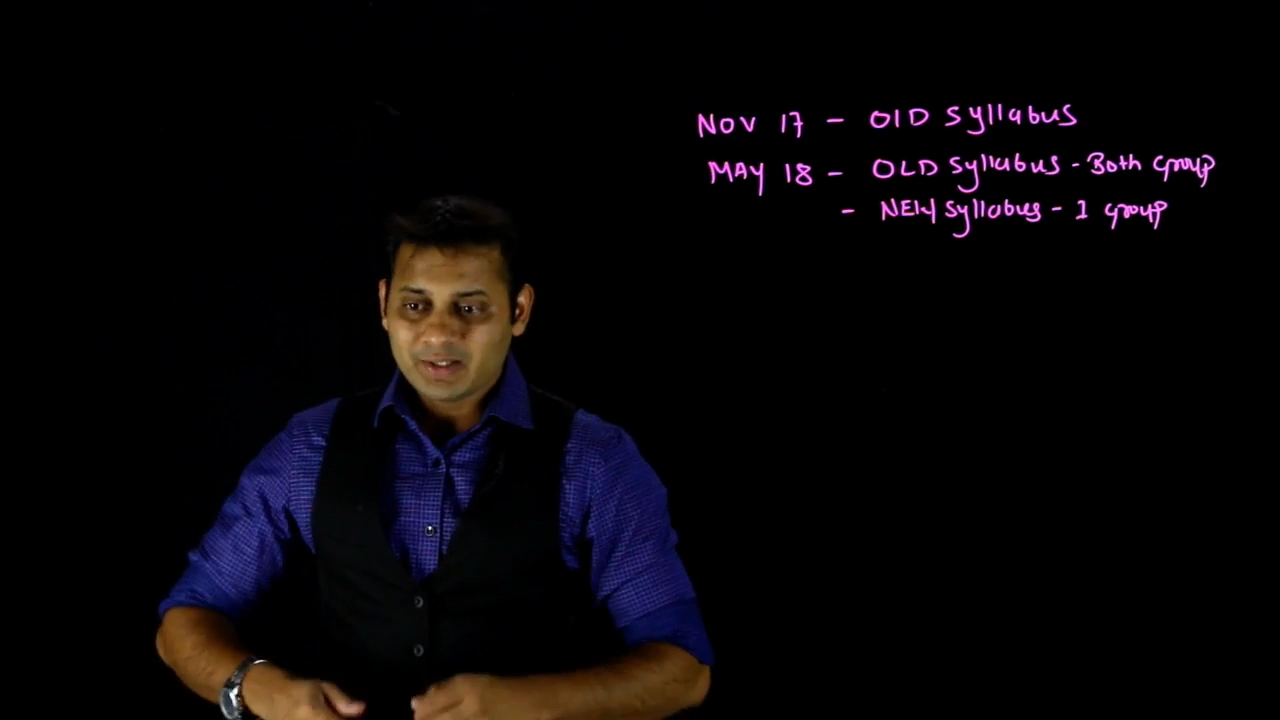 NOV 17 - OlD Syllabus
MAY 18 - OLD Syllabus - Both Group
- NEW Syllabus - 1 group